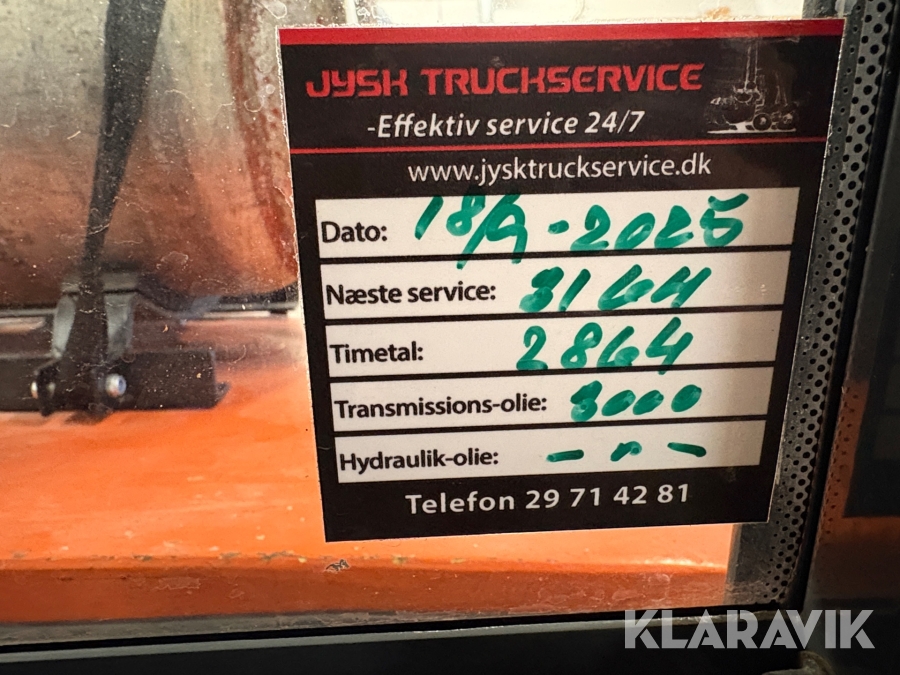 JYSK TRUCKSERVICE
-Effektiv service 24/7
www.jysktruckservice.dk
Dato: 18/9-2025
Næste service: 3164
Timetal: 2864
Transmissions-olie: 3000
Hydraulik-olie: - " -
Telefon 29 71 42 81
KLARAVIK